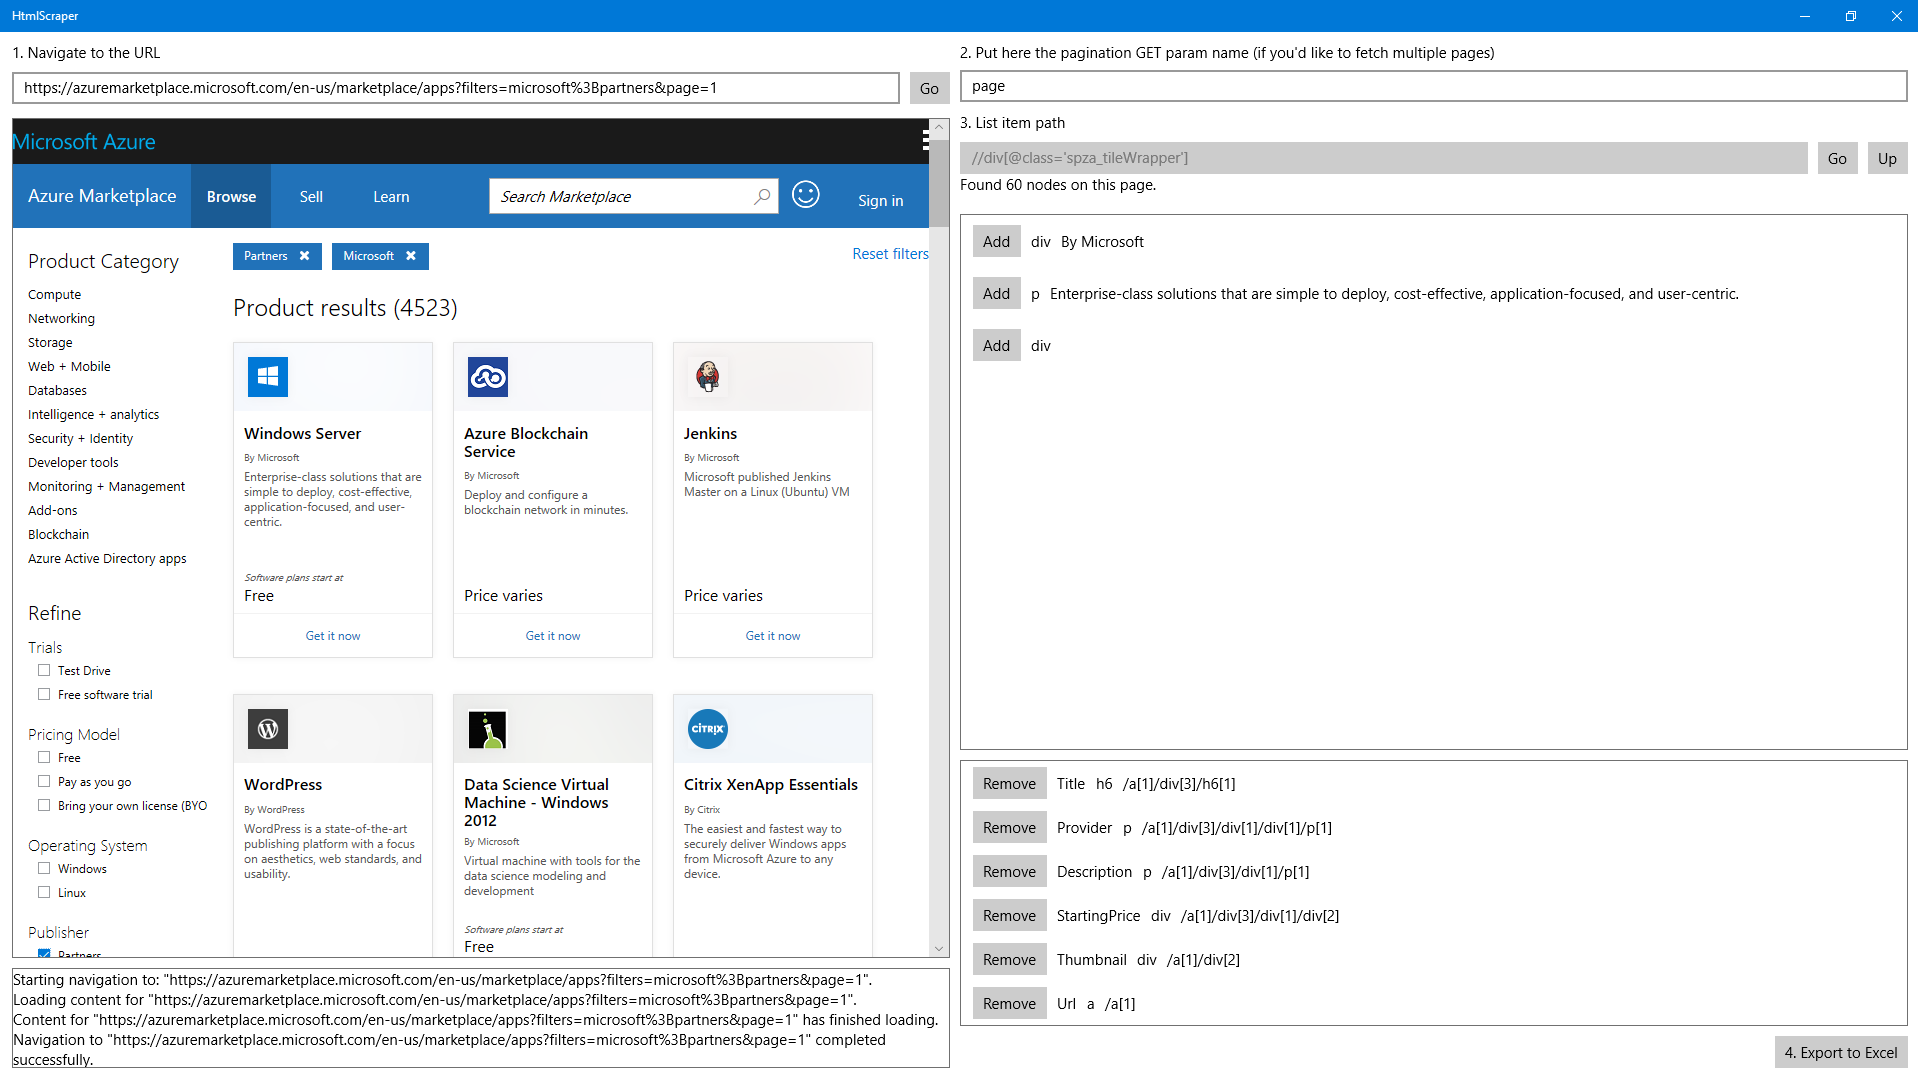 HtmlScraper
1. Navigate to the URL
https://azuremarketplace.microsoft.com/en-us/marketplace/apps?filters=microsoft%3Bpartners&page=1
Go
Microsoft Azure
Azure Marketplace
Browse
Sell
Learn
Search Marketplace
Sign in
Product Category
Compute
Networking
Storage
Web + Mobile
Databases
Intelligence + analytics
Security + Identity
Developer tools
Monitoring + Management
Add-ons
Blockchain
Azure Active Directory apps
Refine
Trials
Test Drive
Free software trial
Pricing Model
Free
Pay as you go
Bring your own license (BYO
Operating System
Windows
Linux
Publisher
Partners
Partners
Microsoft
Reset filters
Product results (4523)
Windows Server
By Microsoft
Enterprise-class solutions that are
simple to deploy, cost-effective,
application-focused, and user-
centric.
Software plans start at
Free
Get it now
Azure Blockchain
Service
By Microsoft
Deploy and configure a
blockchain network in minutes.
Price varies
Get it now
Jenkins
By Microsoft
Microsoft published Jenkins
Master on a Linux (Ubuntu) VM
Price varies
Get it now
WordPress
By WordPress
WordPress is a state-of-the-art
publishing platform with a focus
on aesthetics, web standards, and
usability.
Data Science Virtual
Machine - Windows
2012
By Microsoft
Virtual machine with tools for the
data science modeling and
development
Software plans start at
Free
CİTRIX
Citrix XenApp Essentials
By Citrix
The easiest and fastest way to
securely deliver Windows apps
from Microsoft Azure to any
device.
Starting navigation to: "https://azuremarketplace.microsoft.com/en-us/marketplace/apps?filters=microsoft%3Bpartners&page=1".
Loading content for "https://azuremarketplace.microsoft.com/en-us/marketplace/apps?filters=microsoft%3Bpartners&page=1".
Content for "https://azuremarketplace.microsoft.com/en-us/marketplace/apps?filters=microsoft%3Bpartners&page=1" has finished loading.
Navigation to "https://azuremarketplace.microsoft.com/en-us/marketplace/apps?filters=microsoft%3Bpartners&page=1" completed
successfully.
2. Put here the pagination GET param name (if you'd like to fetch multiple pages)
page
3. List item path
//div[@class='spza_tileWrapper']
Go
Up
Found 60 nodes on this page.
Add div By Microsoft
Add p Enterprise-class solutions that are simple to deploy, cost-effective, application-focused, and user-centric.
Add div
Remove Title h6 /a[1]/div[3]/h6[1]
Remove Provider p /a[1]/div[3]/div[1]/div[1]/p[1]
Remove Description p /a[1]/div[3]/div[1]/p[1]
Remove StartingPrice div /a[1]/div[3]/div[1]/div[2]
Remove Thumbnail div /a[1]/div[2]
Remove Url a /a[1]
4. Export to Excel